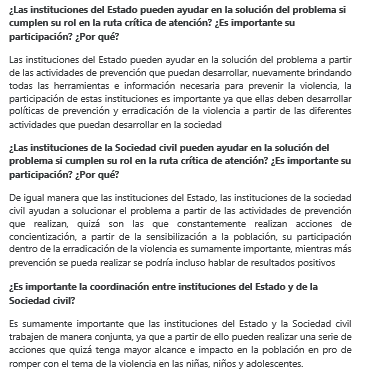 ¿Las instituciones del Estado pueden ayudar en la solución del problema si
cumplen su rol en la ruta crítica de atención? ¿Es importante su
participación? ¿Por qué?
Las instituciones del Estado pueden ayudar en la solución del problema a partir
de las actividades de prevención que puedan desarrollar, nuevamente brindando
todas las herramientas e información necesaria para prevenir la violencia, la
participación de estas instituciones es importante ya que ellas deben desarrollar
políticas de prevención y erradicación de la violencia a partir de las diferentes
actividades que puedan desarrollar en la sociedad
¿Las instituciones de la Sociedad civil pueden ayudar en la solución del
problema si cumplen su rol en la ruta crítica de atención? ¿Es importante su
participación? ¿Por qué?
De igual manera que las instituciones del Estado, las instituciones de la sociedad
civil ayudan a solucionar el problema a partir de las actividades de prevención
que realizan, quizá son las que constantemente realizan acciones de
concientización, a partir de la sensibilización a la población, su participación
dentro de la erradicación de la violencia es sumamente importante, mientras más
prevención se pueda realizar se podría incluso hablar de resultados positivos
¿Es importante la coordinación entre instituciones del Estado y de la
Sociedad civil?
Es sumamente importante que las instituciones del Estado y la Sociedad civil
trabajen de manera conjunta, ya que a partir de ello pueden realizar una serie de
acciones que quizá tenga mayor alcance e impacto en la población en pro de
romper con el tema de la violencia en las niñas, niños y adolescentes.